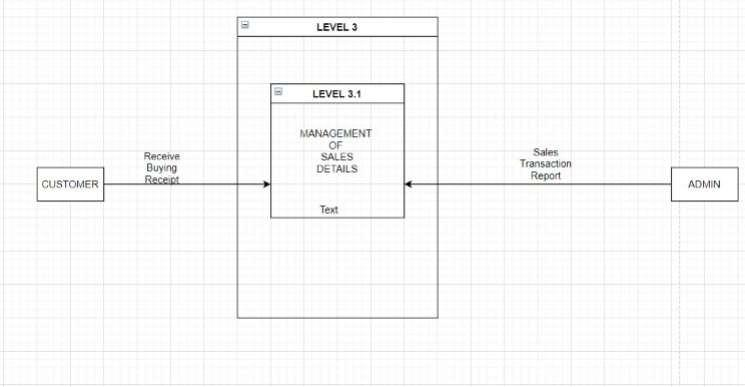 LEVEL 3
LEVEL 3.1
MANAGEMENT
OF
SALES
DETAILS
Text
Receive
Buying
Receipt
CUSTOMER
Sales
Transaction
Report
ADMIN